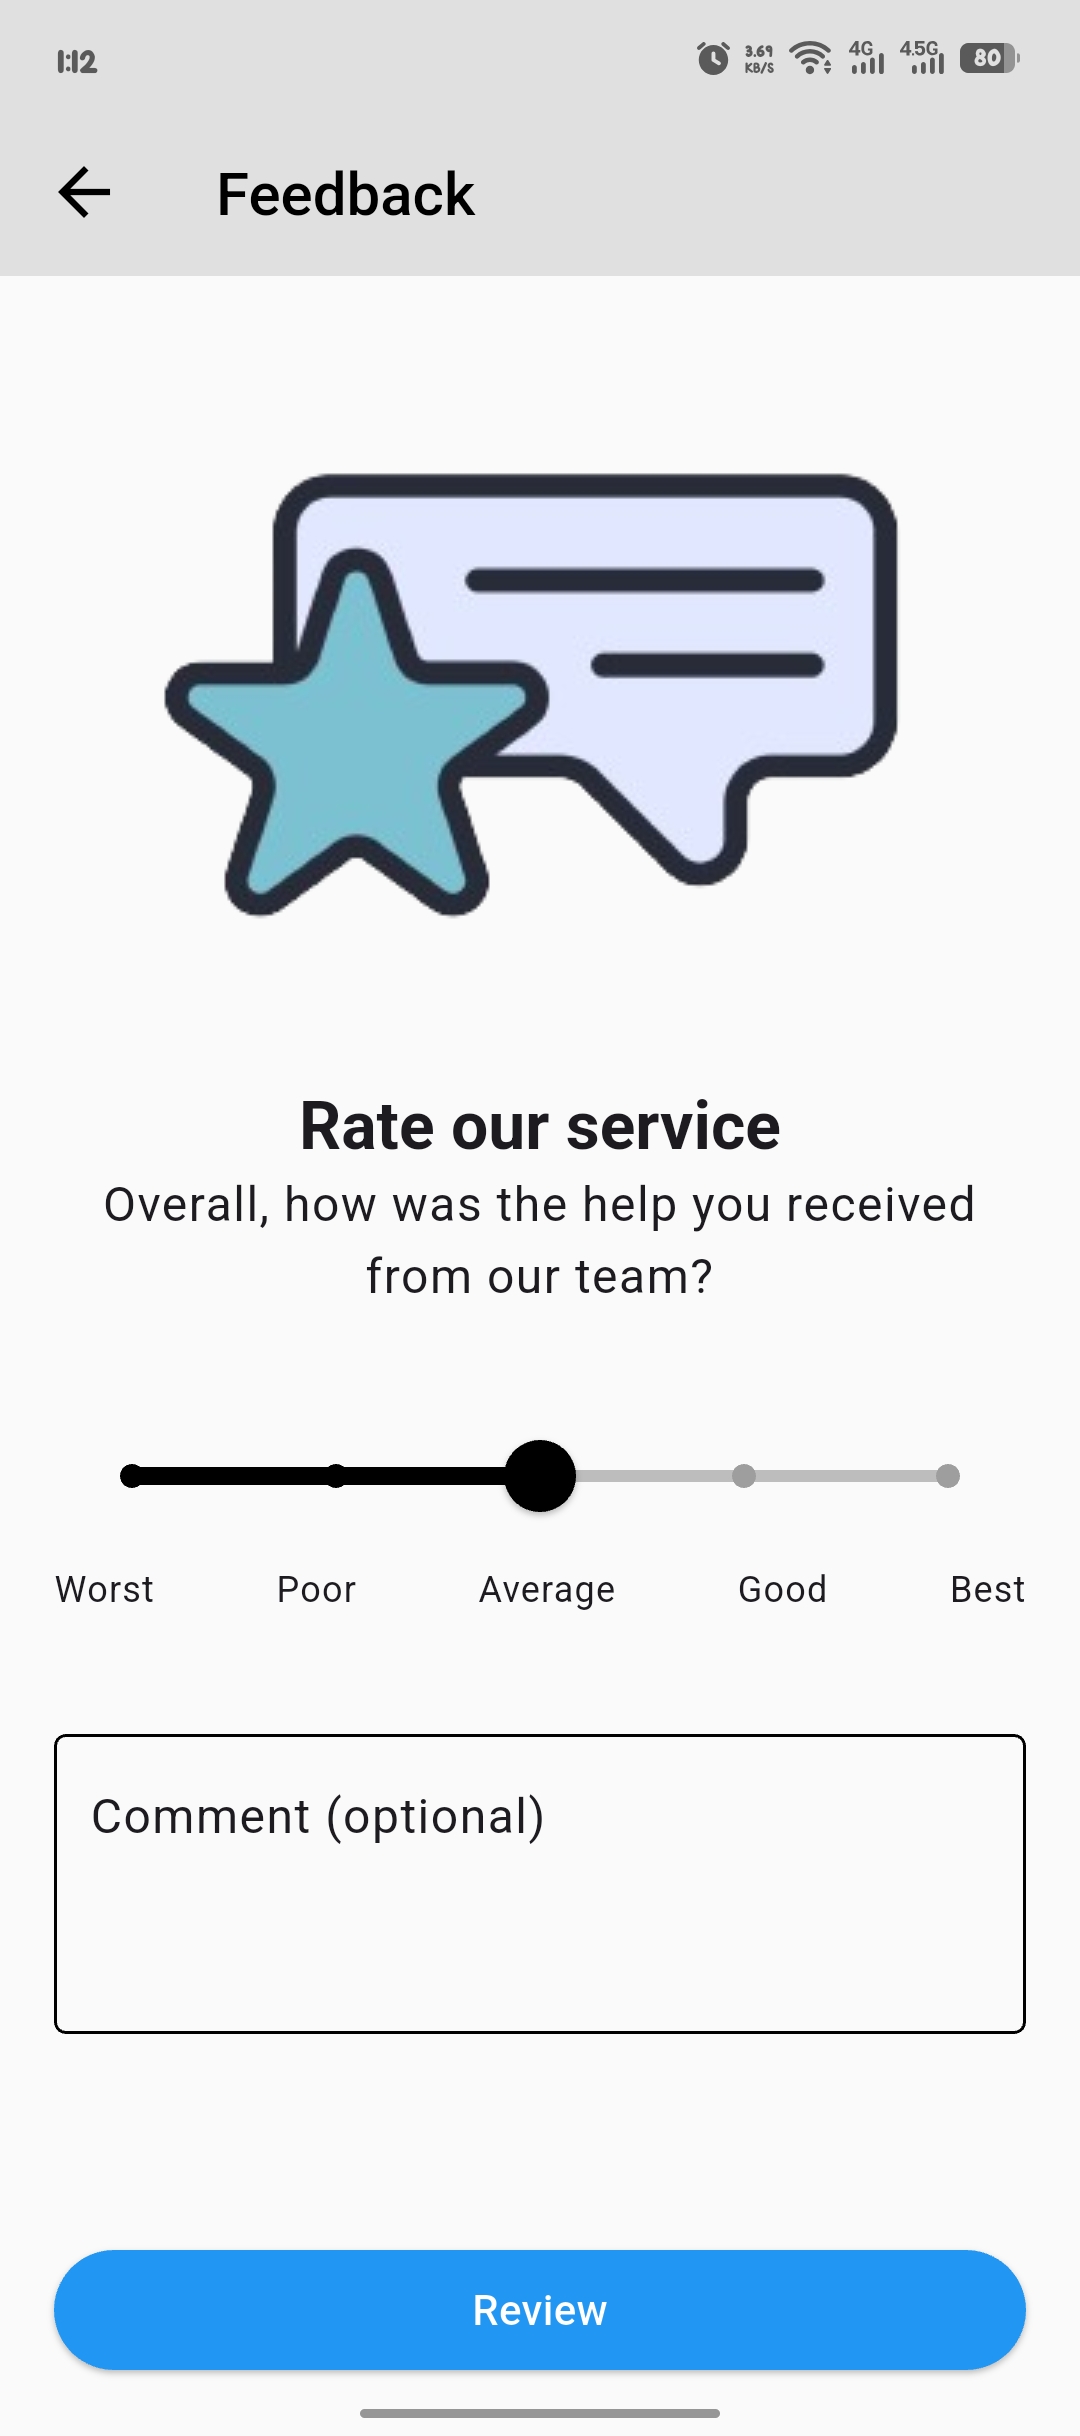 1:12
3.69
KB/S
4G
4.5G
80
Feedback
Rate our service
Overall, how was the help you received
from our team?
Worst Poor Average Good Best
Comment (optional)
Review